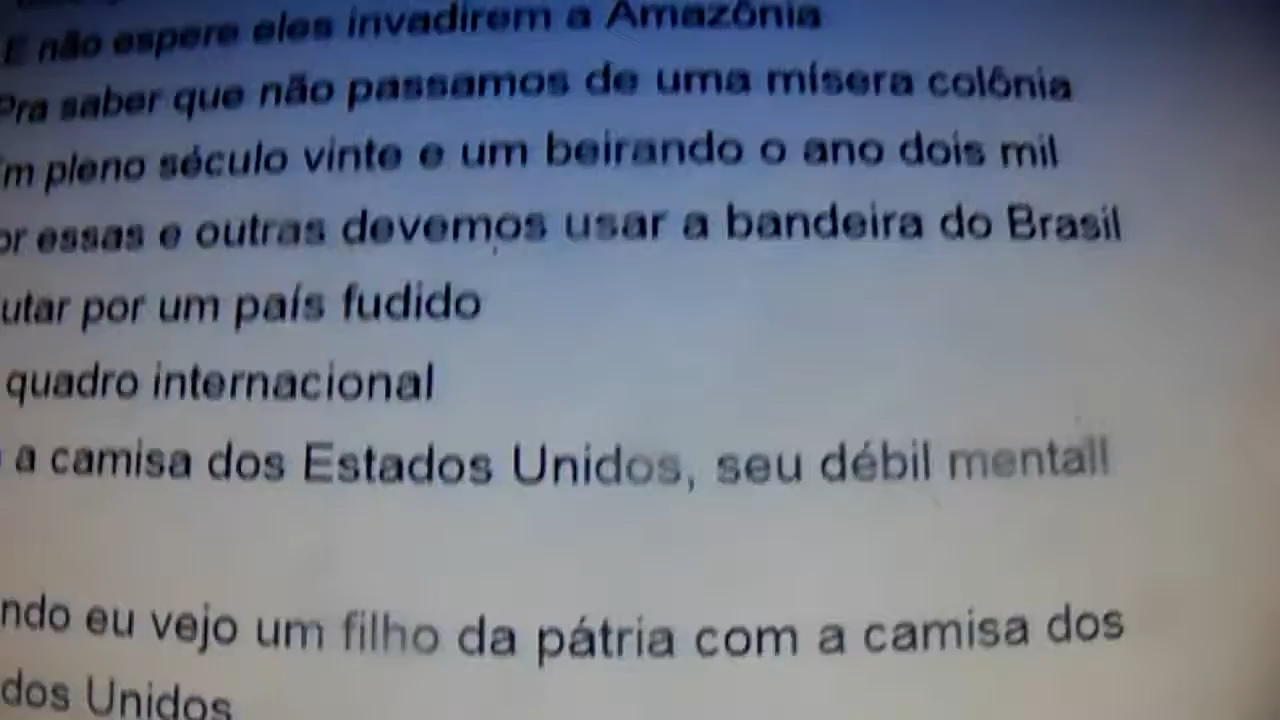 E não espere eles invadirem a Amazônia
Pra saber que não passamos de uma mísera colônia
Em pleno século vinte e um beirando o ano dois mil
or essas e outras devemos usar a bandeira do Brasil
utar por um país fudido
quadro internacional
a camisa dos Estados Unidos, seu débil mental!
ndo eu vejo um filho da pátria com a camisa dos
dos Unidos